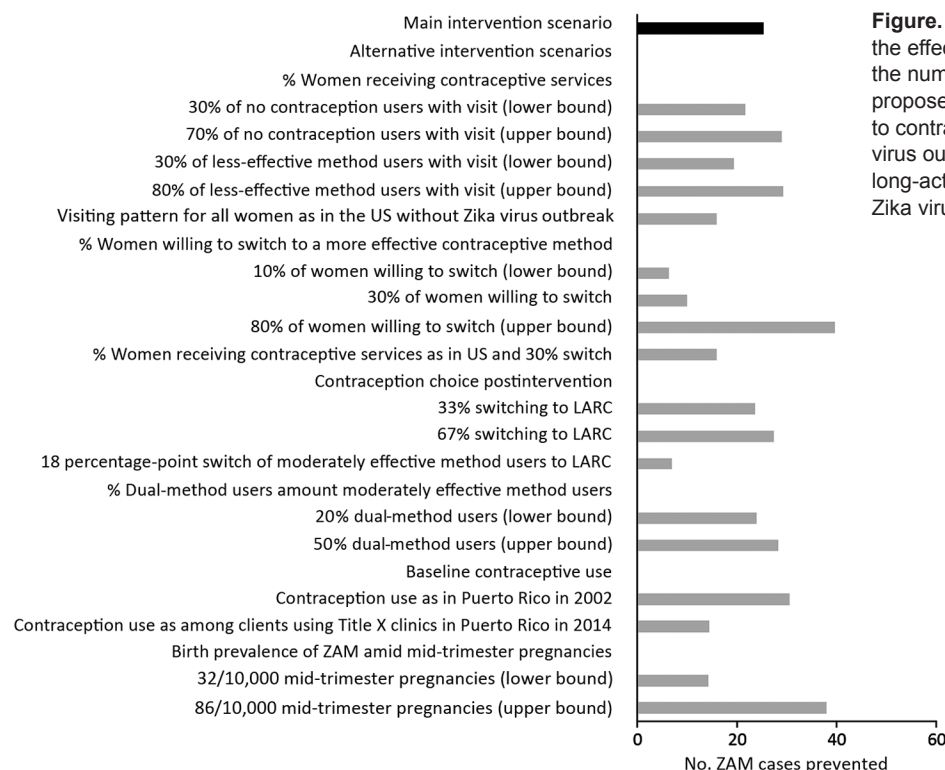 Main intervention scenario
Alternative intervention scenarios
% Women receiving contraceptive services
30% of no contraception users with visit (lower bound)
70% of no contraception users with visit (upper bound)
30% of less-effective method users with visit (lower bound)
80% of less-effective method users with visit (upper bound)
Visiting pattern for all women as in the US without Zika virus outbreak
% Women willing to switch to a more effective contraceptive method
10% of women willing to switch (lower bound)
30% of women willing to switch
80% of women willing to switch (upper bound)
% Women receiving contraceptive services as in US and 30% switch
Contraception choice postintervention
33% switching to LARC
67% switching to LARC
18 percentage-point switch of moderately effective method users to LARC
% Dual-method users amount moderately effective method users
20% dual-method users (lower bound)
50% dual-method users (upper bound)
Baseline contraceptive use
Contraception use as in Puerto Rico in 2002
Contraception use as among clients using Title X clinics in Puerto Rico in 2014
Birth prevalence of ZAM amid mid-trimester pregnancies
32/10,000 mid-trimester pregnancies (lower bound)
86/10,000 mid-trimester pregnancies (upper bound)
0 20 40 60
No. ZAM cases prevented
Figure.
the effec
the num
propose
to contra
virus ou
long-act
Zika viru